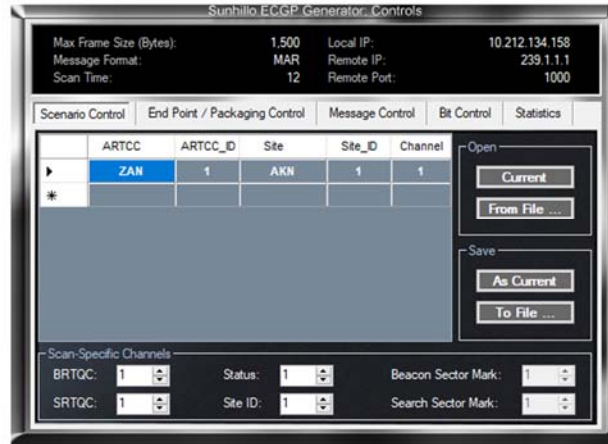 Sunhillo ECGP Generator: Controls
Max Frame Size (Bytes): 1,500 Local IP: 10.212.134.158
Message Format: MAR Remote IP: 239.1.1.1
Scan Time: 12 Remote Port: 1000
Scenario Control End Point / Packaging Control Message Control Bit Control Statistics
ARTCC ARTCC_ID Site Site_ID Channel
ZAN 1 AKN 1 1
Open
Current
From File ...
Save
As Current
To File ...
Scan-Specific Channels
BRTQC: 1 Status: 1 Beacon Sector Mark: 1
SRTQC: 1 Site ID: 1 Search Sector Mark: 1